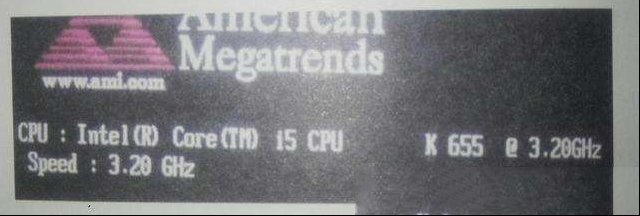 American
Megatrends
www.ami.com
CPU : Intel(R) Core(TM) i5 CPU K 655 @ 3.20GHz
Speed : 3.20 GHz